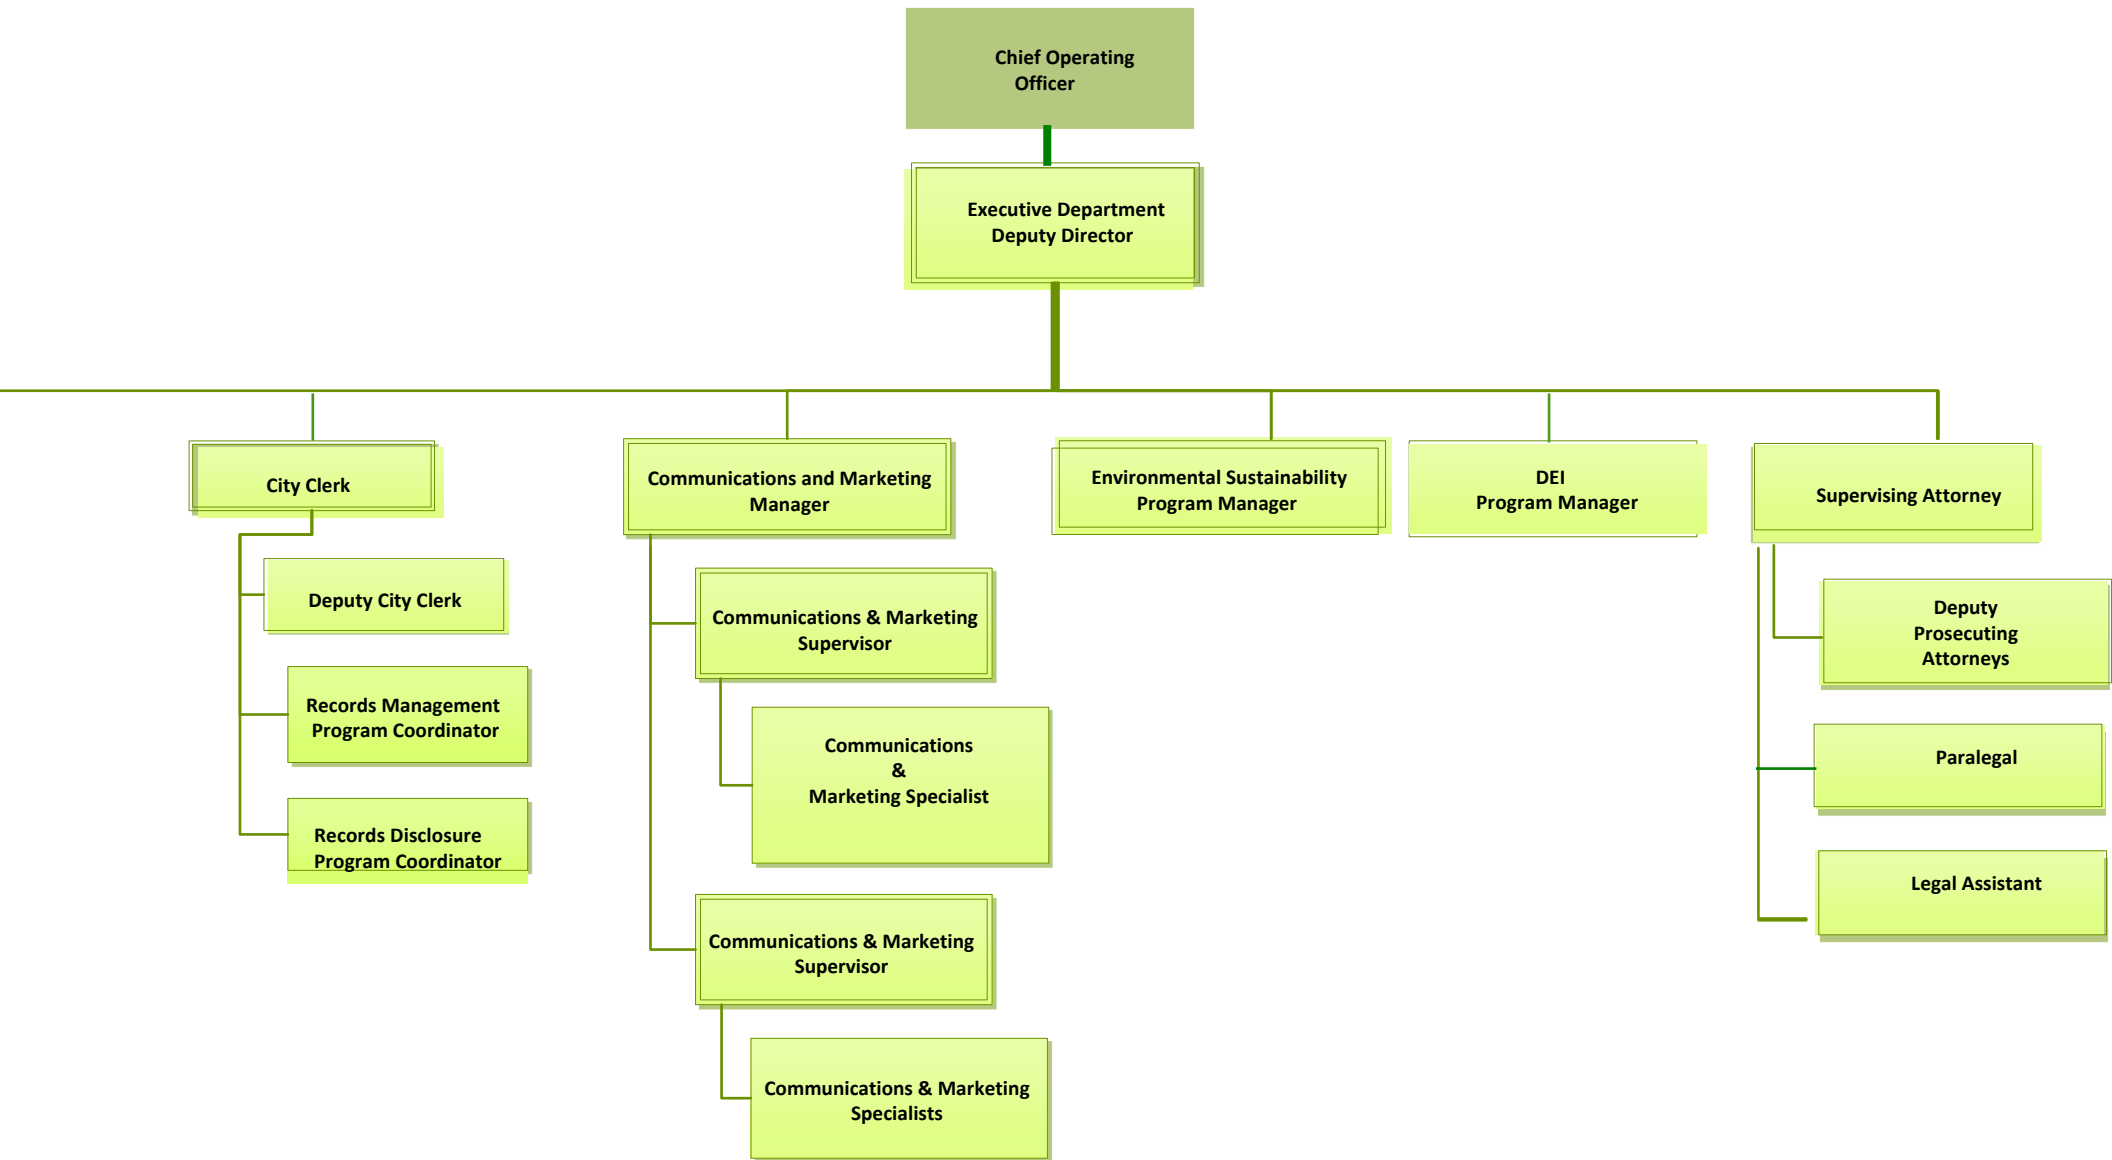 Chief Operating
Officer
Executive Department
Deputy Director
City Clerk
Deputy City Clerk
Records Management
Program Coordinator
Records Disclosure
Program Coordinator
Communications and Marketing
Manager
Communications & Marketing
Supervisor
Communications
&
Marketing Specialist
Communications & Marketing
Supervisor
Communications & Marketing
Specialists
Environmental Sustainability
Program Manager
DEI
Program Manager
Supervising Attorney
Deputy
Prosecuting
Attorneys
Paralegal
Legal Assistant